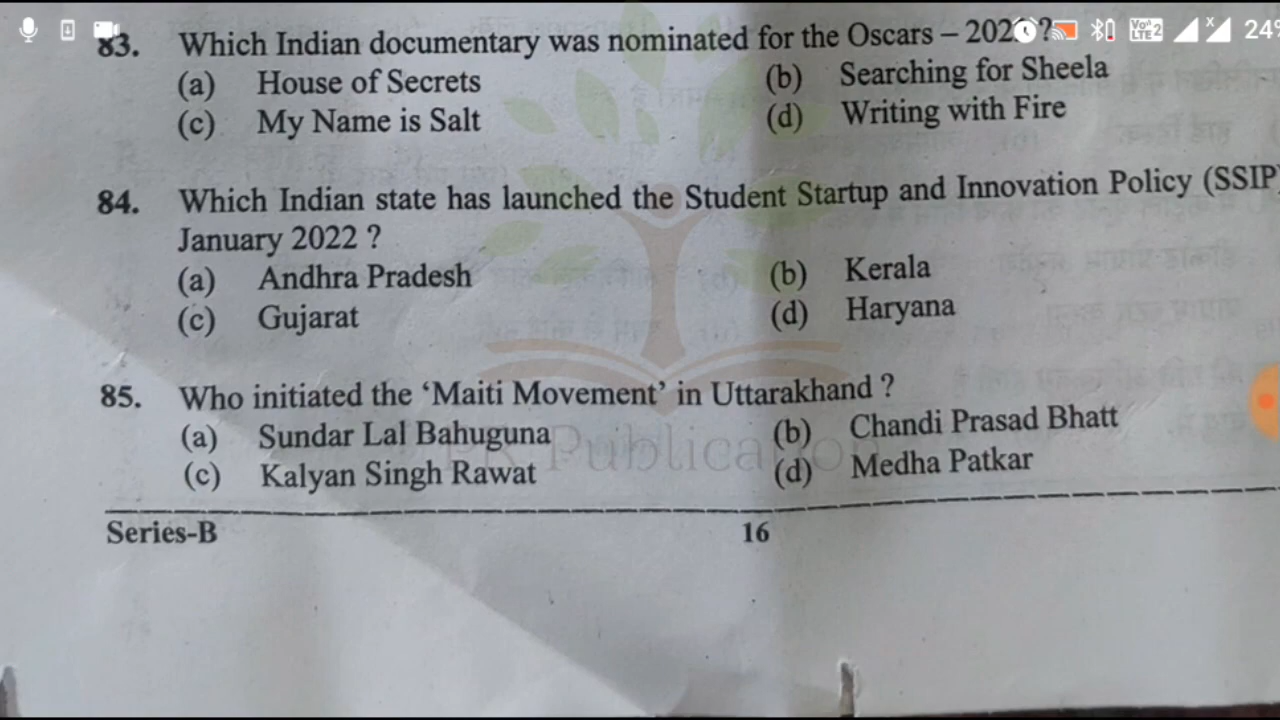 24%
83. Which Indian documentary was nominated for the Oscars – 202 ?
(a) House of Secrets (b) Searching for Sheela
(c) My Name is Salt (d) Writing with Fire
84. Which Indian state has launched the Student Startup and Innovation Policy (SSIP)
January 2022 ?
(a) Andhra Pradesh (b) Kerala
(c) Gujarat (d) Haryana
85. Who initiated the ‘Maiti Movement’ in Uttarakhand ?
(a) Sundar Lal Bahuguna (b) Chandi Prasad Bhatt
(c) Kalyan Singh Rawat (d) Medha Patkar
PK Publication
Series-B 16